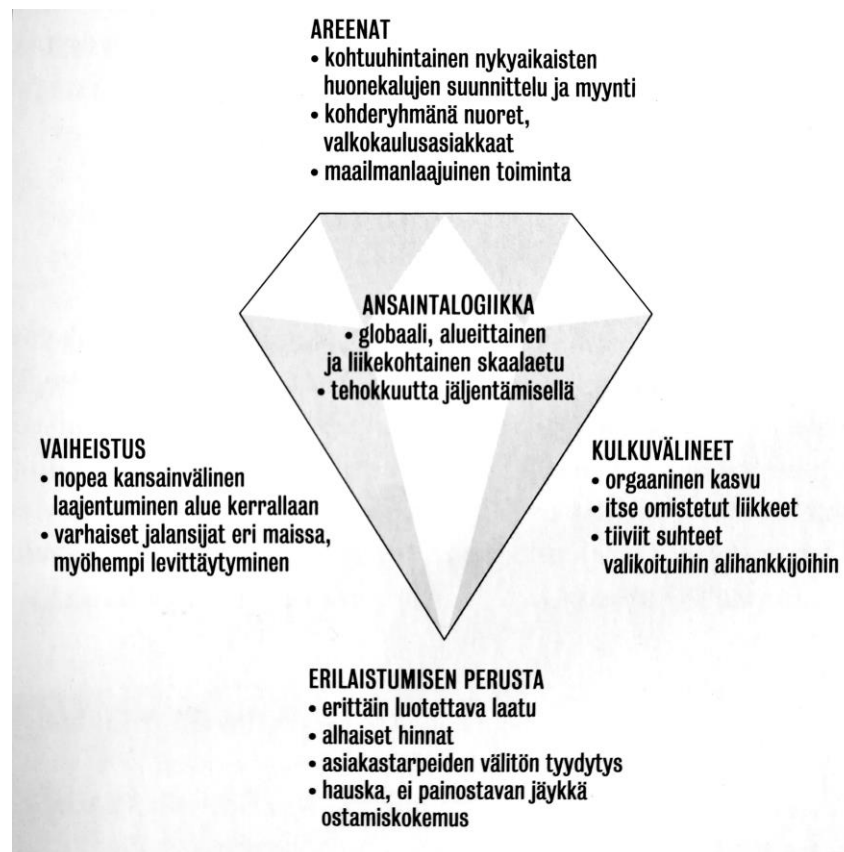 AREENAT
• kohtuuhintainen nykyaikaisten
huonekalujen suunnittelu ja myynti
• kohderyhmänä nuoret,
valkokaulusasiakkaat
• maailmanlaajuinen toiminta
ANSAINTALOGIIKKA
• globaali, alueittainen
ja liikekohtainen skaalaetu
• tehokkuutta jäljentämisellä
VAIHEISTUS
• nopea kansainvälinen
laajentuminen alue kerrallaan
• varhaiset jalansijat eri maissa,
myöhempi levittäytyminen
KULKUVÄLINEET
• orgaaninen kasvu
• itse omistetut liikkeet
• tiiviit suhteet
valikoituihin alihankkijoihin
ERILAISTUMISEN PERUSTA
• erittäin luotettava laatu
• alhaiset hinnat
• asiakastarpeiden välitön tyydytys
• hauska, ei painostavan jäykkä
ostamiskokemus